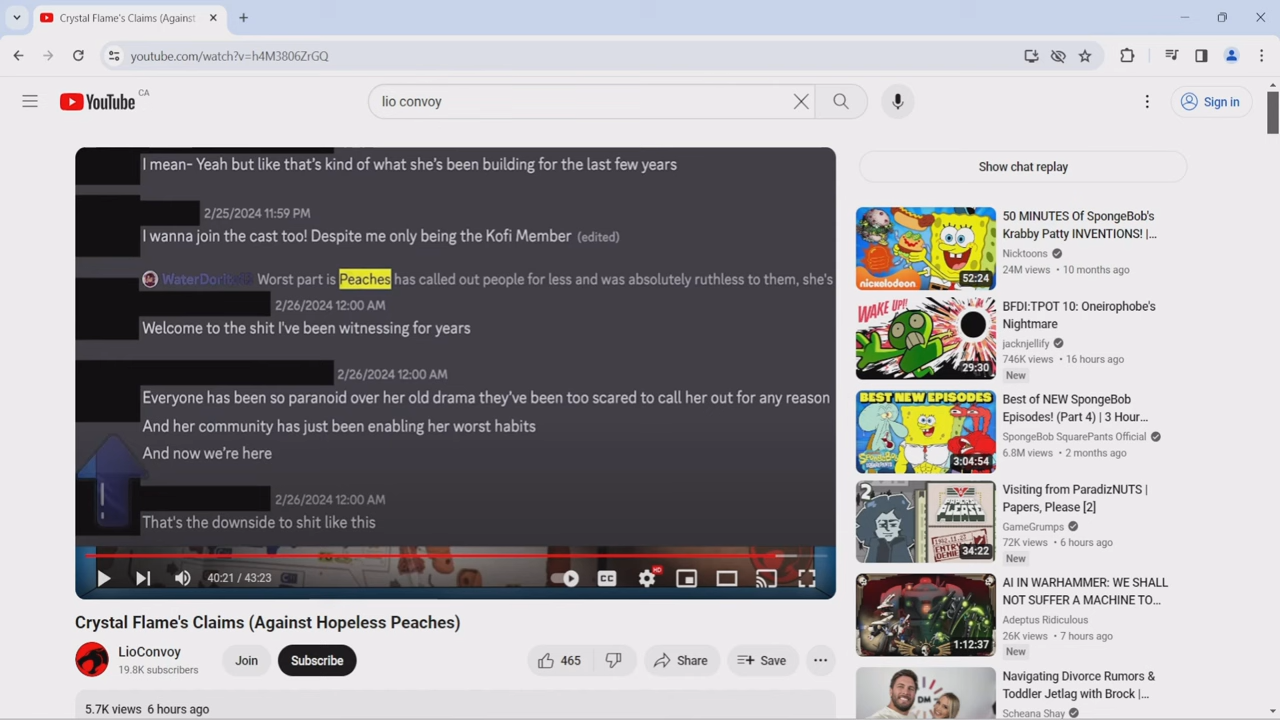 Crystal Flame's Claims (Against
youtube.com/watch?v=h4M3806ZrGQ
YouTube CA
lio convoy
Sign in
I mean- Yeah but like that's kind of what she's been building for the last few years
2/25/2024 11:59 PM
I wanna join the cast too! Despite me only being the Kofi Member (edited)
Worst part is Peaches has called out people for less and was absolutely ruthless to them, she's
2/26/2024 12:00 AM
Welcome to the shit I've been witnessing for years
2/26/2024 12:00 AM
Everyone has been so paranoid over her old drama they've been too scared to call her out for any reason
And her community has just been enabling her worst habits
And now we're here
2/26/2024 12:00 AM
That's the downside to shit like this
40:21 / 43:23
CC
HD
Crystal Flame's Claims (Against Hopeless Peaches)
LioConvoy
19.8K subscribers
Join
Subscribe
465
Share
Save
5.7K views 6 hours ago
Show chat replay
nickelodeon
52:24
50 MINUTES Of SpongeBob's
Krabby Patty INVENTIONS! |...
Nicktoons
24M views • 10 months ago
WAKE UP!
29:30
BFDI:TPOT 10: Oneirophobe's
Nightmare
jacknjellify
746K views • 16 hours ago
New
BEST NEW EPISODES
3:04:54
Best of NEW SpongeBob
Episodes! (Part 4) | 3 Hour...
SpongeBob SquarePants Official
6.8M views • 2 months ago
2
PAPERS PLEASE
34:22
Visiting from ParadizNUTS |
Papers, Please [2]
GameGrumps
72K views • 6 hours ago
New
1:12:37
AI IN WARHAMMER: WE SHALL
NOT SUFFER A MACHINE TO...
Adeptus Ridiculous
26K views • 7 hours ago
New
DM
Navigating Divorce Rumors &
Toddler Jetlag with Brock |...
Scheana Shay